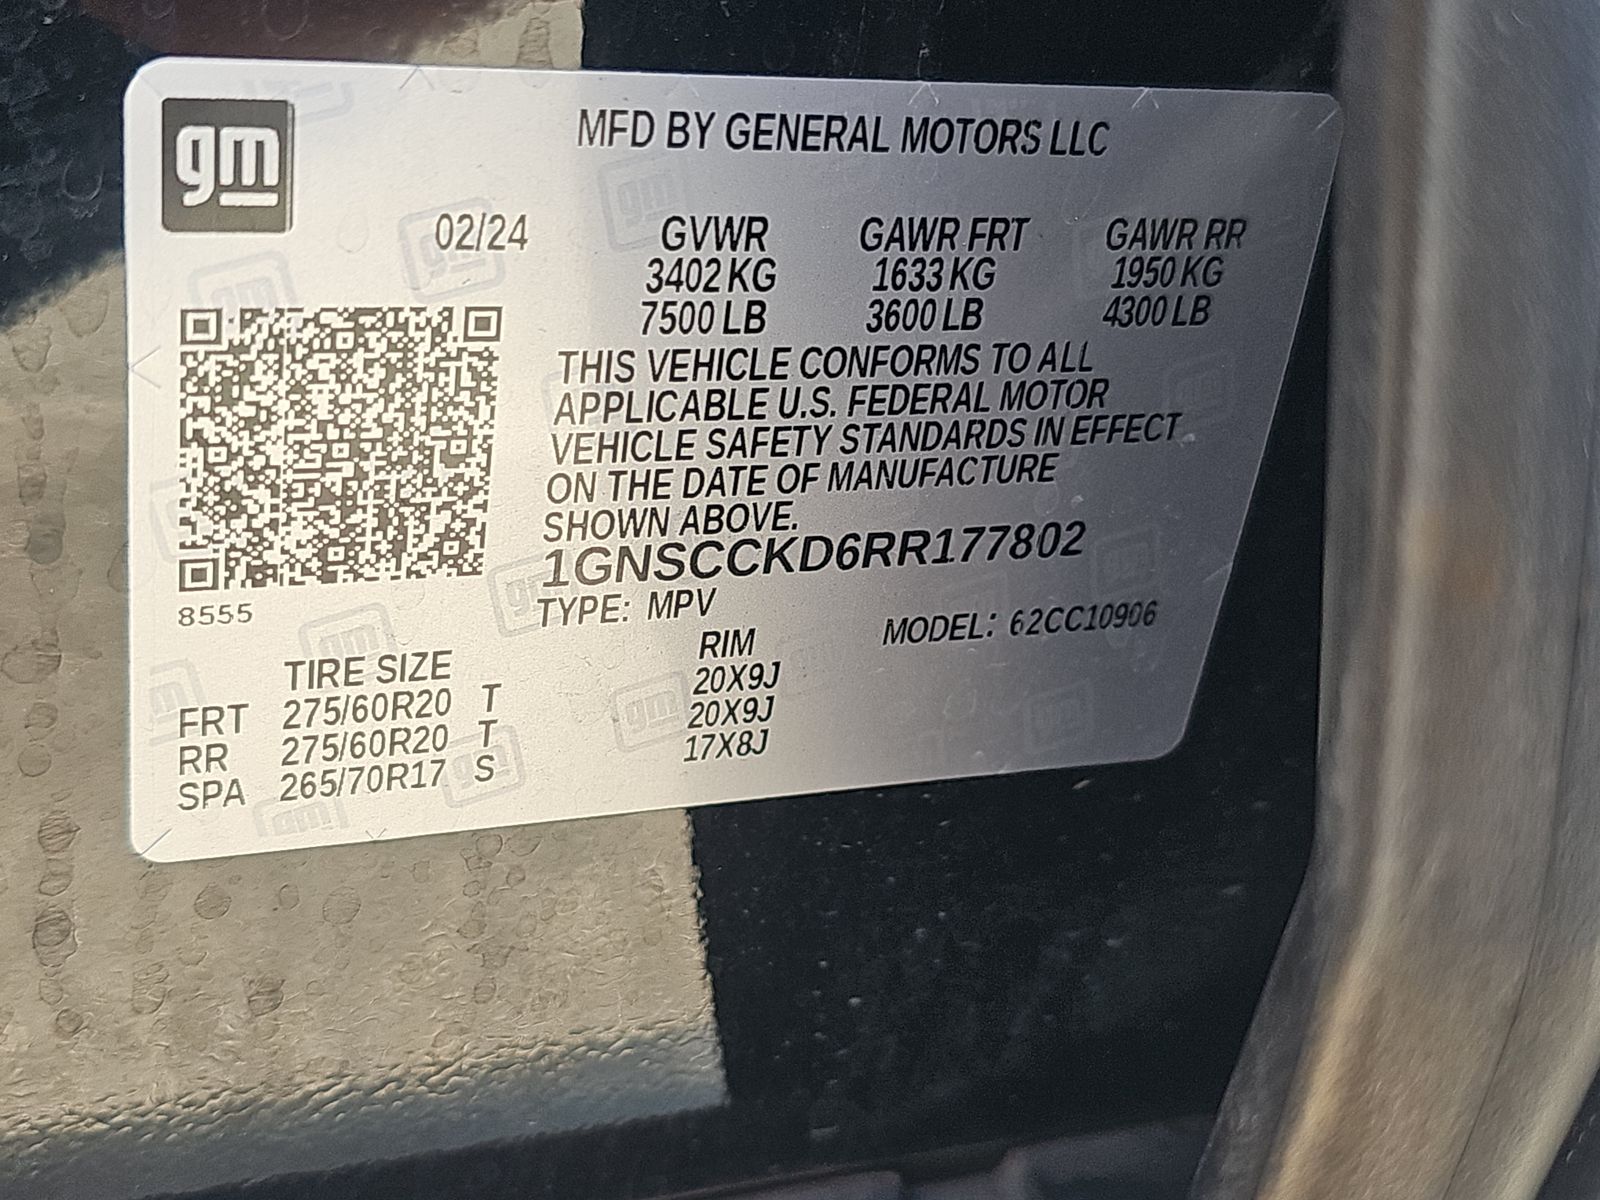 gm
MFD BY GENERAL MOTORS LLC
02/24 GVWR GAWR FRT GAWR RR
3402 KG 1633 KG 1950 KG
7500 LB 3600 LB 4300 LB
THIS VEHICLE CONFORMS TO ALL
APPLICABLE U.S. FEDERAL MOTOR
VEHICLE SAFETY STANDARDS IN EFFECT
ON THE DATE OF MANUFACTURE
SHOWN ABOVE.
1GNSCCKD6RR177802
8555
TYPE: MPV MODEL: 62CC10906
TIRE SIZE RIM
FRT 275/60R20 T 20X9J
RR 275/60R20 T 20X9J
SPA 265/70R17 S 17X8J